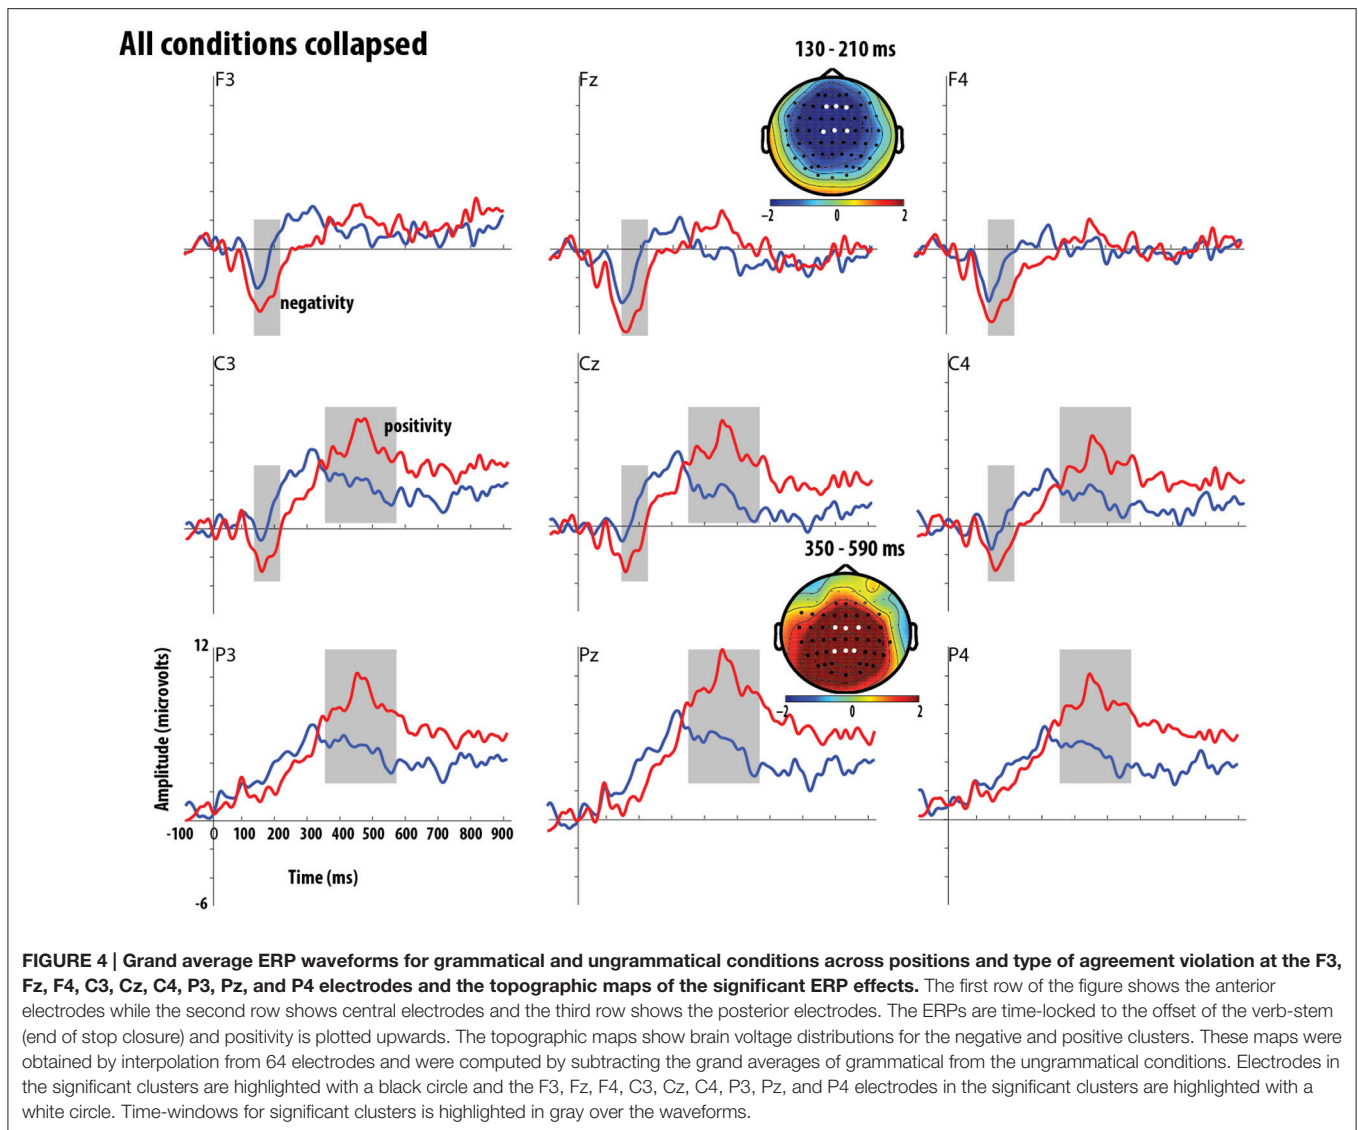 All conditions collapsed
130 - 210 ms
F3
Fz
F4
-2 0 2
negativity
C3
Cz
C4
positivity
350 - 590 ms
12
P3
Pz
P4
-2 0 2
Amplitude (microvolts)
-100 0 100 200 300 400 500 600 700 800 900
Time (ms)
-6
FIGURE 4 | Grand average ERP waveforms for grammatical and ungrammatical conditions across positions and type of agreement violation at the F3,
Fz, F4, C3, Cz, C4, P3, Pz, and P4 electrodes and the topographic maps of the significant ERP effects. The first row of the figure shows the anterior
electrodes while the second row shows central electrodes and the third row shows the posterior electrodes. The ERPs are time-locked to the offset of the verb-stem
(end of stop closure) and positivity is plotted upwards. The topographic maps show brain voltage distributions for the negative and positive clusters. These maps were
obtained by interpolation from 64 electrodes and were computed by subtracting the grand averages of grammatical from the ungrammatical conditions. Electrodes in
the significant clusters are highlighted with a black circle and the F3, Fz, F4, C3, Cz, C4, P3, Pz, and P4 electrodes in the significant clusters are highlighted with a
white circle. Time-windows for significant clusters is highlighted in gray over the waveforms.